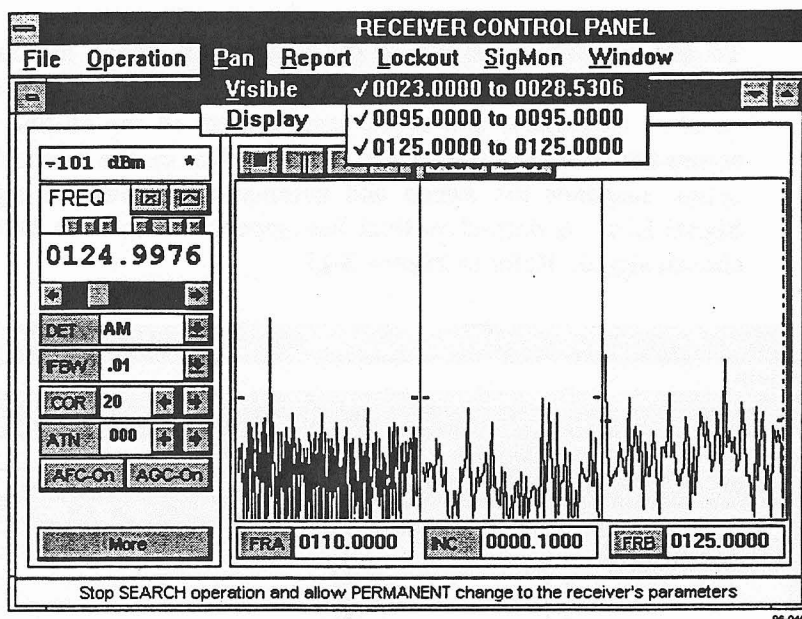 RECEIVER CONTROL PANEL
File Operation Pan Report Lockout SigMon Window
Visible ✓0023.0000 to 0028.5306
Display ✓0095.0000 to 0095.0000
✓0125.0000 to 0125.0000
-101 dBm *
FREQ
0124.9976
DET AM
IFBW .01
COR 20
ATN 000
AFC-On AGC-On
More
FRA 0110.0000 INC 0000.1000 FRB 0125.0000
Stop SEARCH operation and allow PERMANENT change to the receiver's parameters